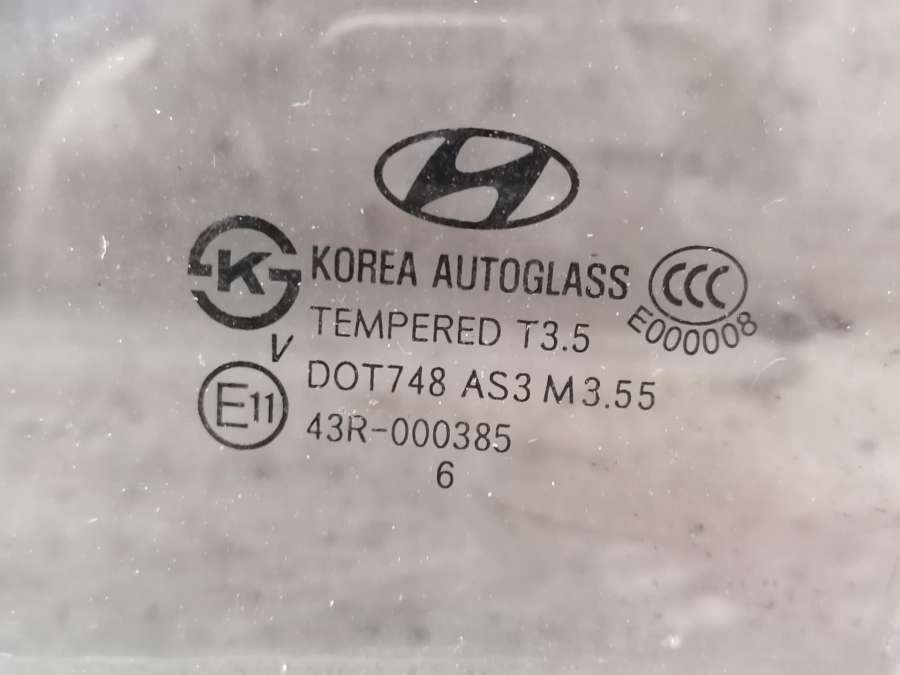 KOREA AUTOGLASS
CCC
E000008
K
TEMPERED T3.5
V
DOT748 AS3 M3.55
E11
43R-000385
6